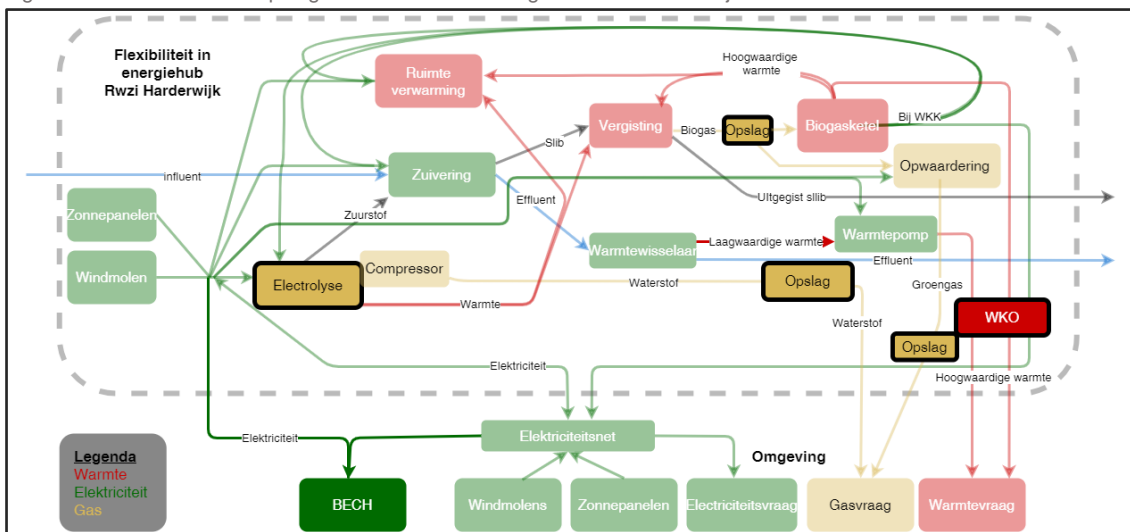 Flexibiliteit in
energiehub
Rwzi Harderwijk
Ruimte
verwarming
Hoogwaardige
warmte
Vergisting
Biogas
Opslag
Biogasketel
Bij WKK
Slib
Opwaardering
influent
Zuivering
Zonnepanelen
Zuurstof
Effluent
Uitgegist sllib
Warmtepomp
Laagwaardige warmte
Warmtewisselaar
Effluent
Windmolen
Compressor
Electrolyse
Waterstof
Opslag
Groengas
Warmte
Waterstof
WKO
Opslag
Elektriciteit
Hoogwaardige warmte
Elektriciteit
Elektriciteitsnet
Omgeving
Legenda
Warmte
Elektriciteit
Gas
BECH
Windmolens
Zonnepanelen
Electriciteitsvraag
Gasvraag
Warmtevraag